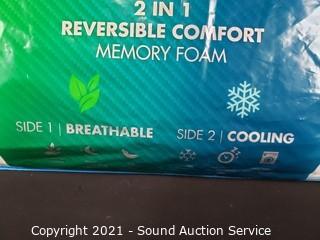 2 IN 1
REVERSIBLE COMFORT
MEMORY FOAM
SIDE 1 | BREATHABLE
SIDE 2 | COOLING
Copyright 2021 - Sound Auction Service